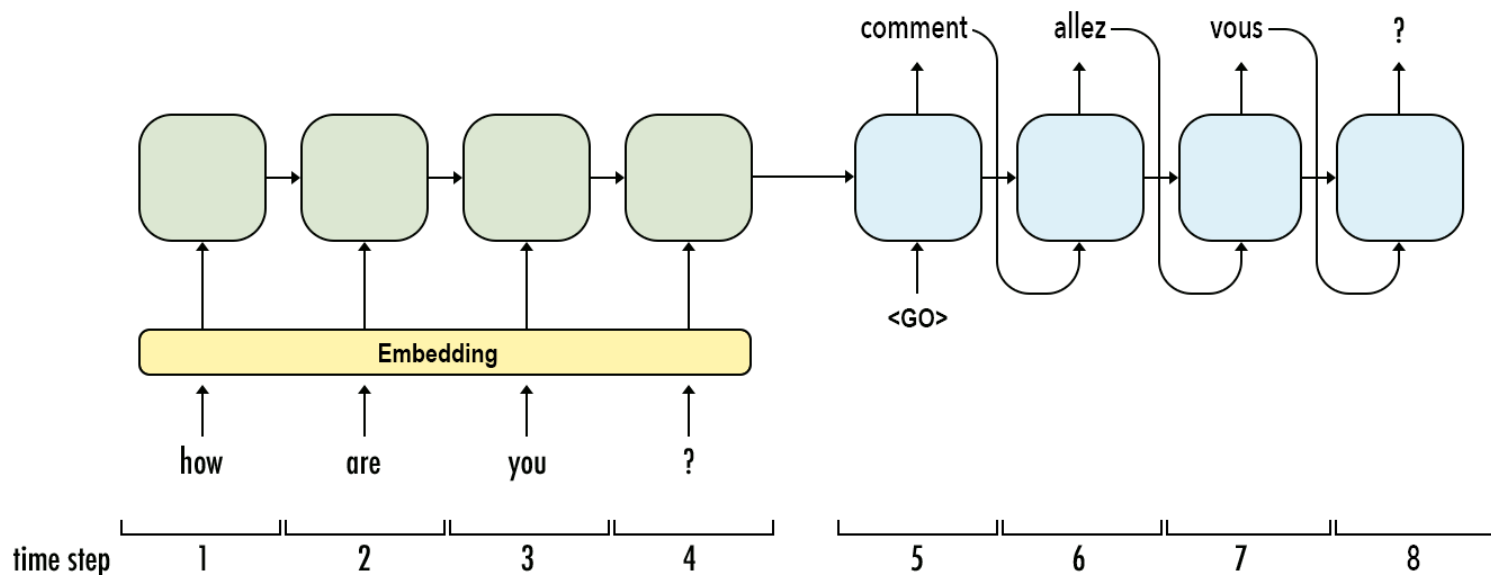 comment allez vous ?
<GO>
Embedding
how are you ?
time step 1 2 3 4 5 6 7 8